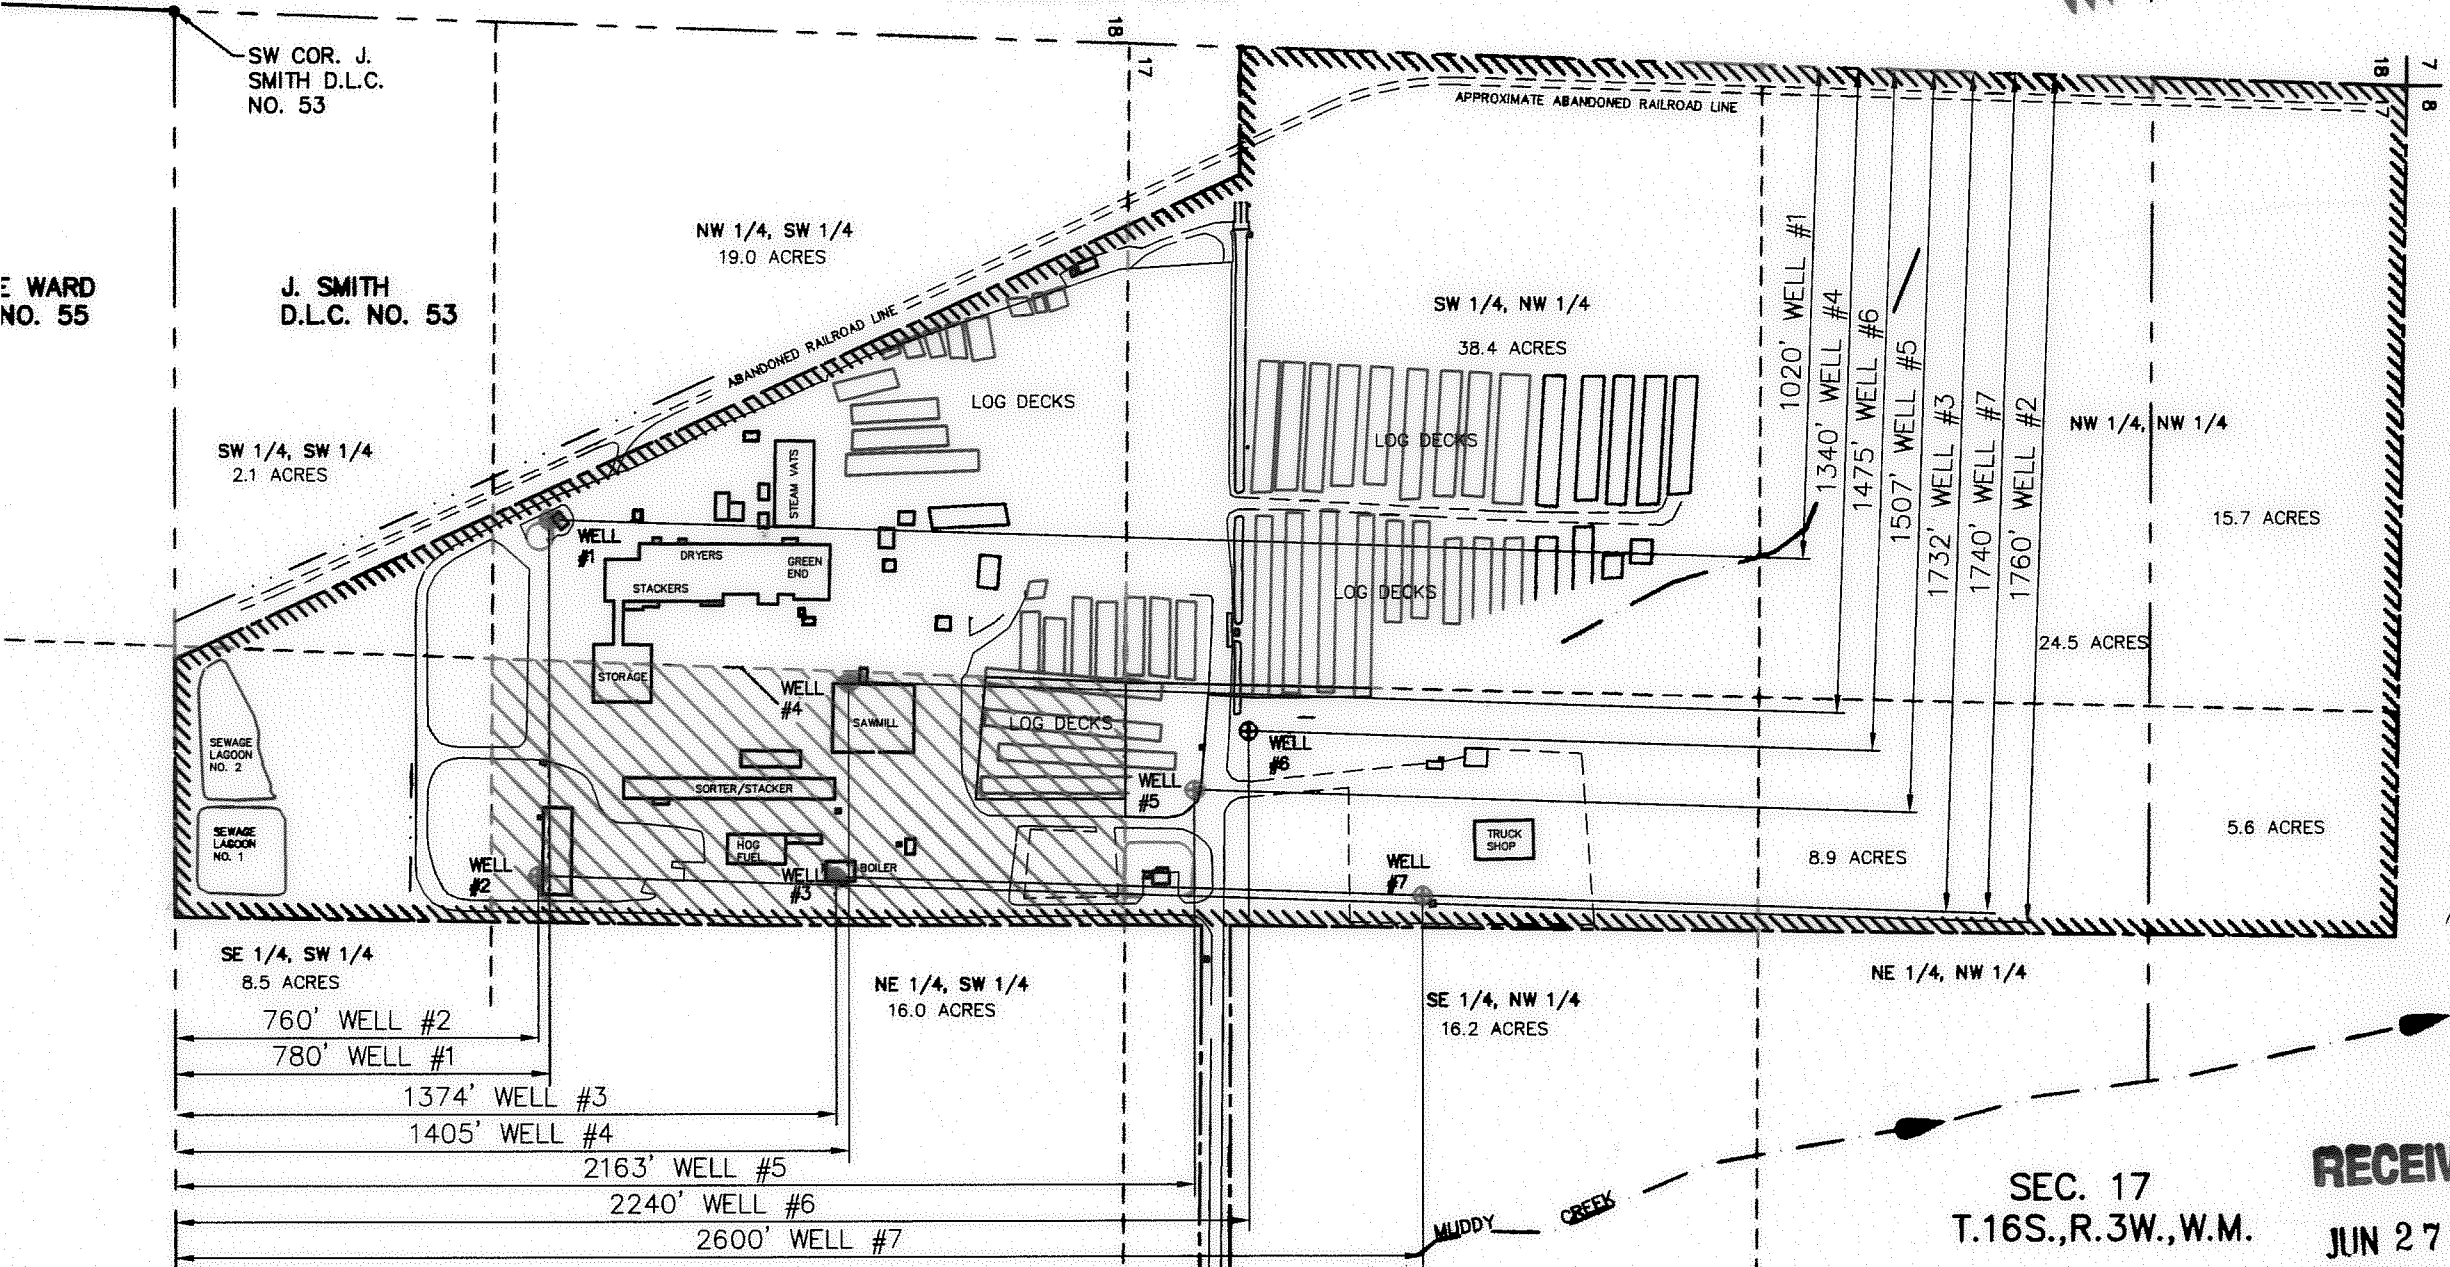 SW COR. J.
SMITH D.L.C.
NO. 53
18
17
18
7
17
8
APPROXIMATE ABANDONED RAILROAD LINE
NW 1/4, SW 1/4
19.0 ACRES
E WARD
NO. 55
J. SMITH
D.L.C. NO. 53
ABANDONED RAILROAD LINE
SW 1/4, NW 1/4
38.4 ACRES
LOG DECKS
LOG DECKS
LOG DECKS
LOG DECKS
1020' WELL #1
1340' WELL #4
1475' WELL #6
1507' WELL #5
1732' WELL #3
1740' WELL #7
1760' WELL #2
NW 1/4, NW 1/4
15.7 ACRES
24.5 ACRES
SW 1/4, SW 1/4
2.1 ACRES
STEAM VATS
WELL
#1
DRYERS
GREEN
END
STACKERS
STORAGE
WELL
#4
SAWMILL
SEWAGE
LAGOON
NO. 2
WELL
#6
WELL
#5
SORTER/STACKER
SEWAGE
LAGOON
NO. 1
HOG
FUEL
BOILER
WELL
#2
WELL
#3
WELL
#7
TRUCK
SHOP
8.9 ACRES
5.6 ACRES
SE 1/4, SW 1/4
8.5 ACRES
NE 1/4, SW 1/4
16.0 ACRES
SE 1/4, NW 1/4
16.2 ACRES
NE 1/4, NW 1/4
760' WELL #2
780' WELL #1
1374' WELL #3
1405' WELL #4
2163' WELL #5
2240' WELL #6
2600' WELL #7
MUDDY CREEK
SEC. 17
T.16S.,R.3W.,W.M.
RECEIV
JUN 27